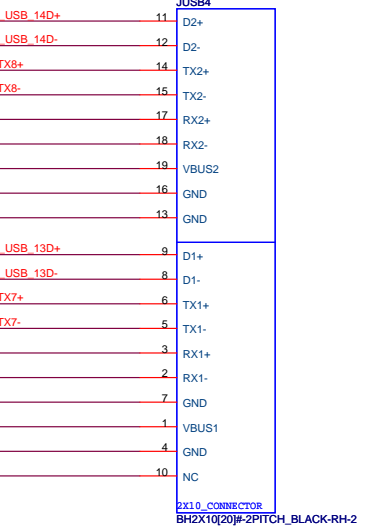 JUSB4
_USB_14D+ 11 D2+
_USB_14D- 12 D2-
TX8+ 14 TX2+
TX8- 15 TX2-
17 RX2+
18 RX2-
19 VBUS2
16 GND
13 GND
_USB_13D+ 9 D1+
_USB_13D- 8 D1-
TX7+ 6 TX1+
TX7- 5 TX1-
3 RX1+
2 RX1-
7 GND
1 VBUS1
4 GND
10 NC
2X10_CONNECTOR
BH2X10[20]#-2PITCH_BLACK-RH-2